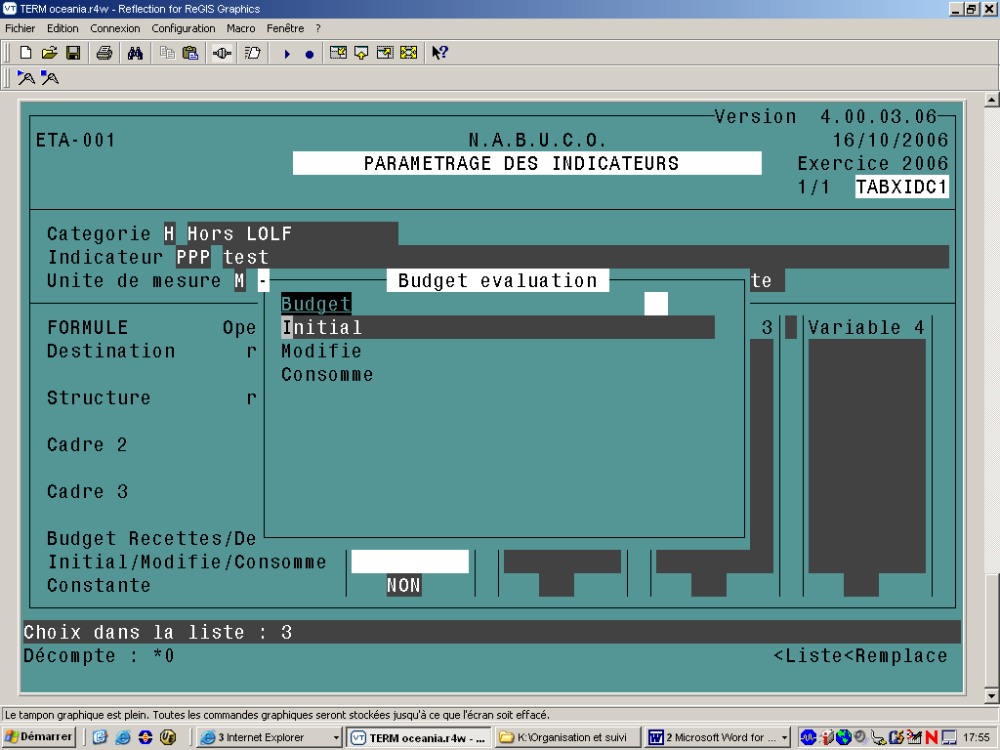 TERM oceania.r4w - Reflection for ReGIS Graphics
Fichier Edition Connexion Configuration Macro Fenêtre ?
Version 4.00.03.06
ETA-001 N.A.B.U.C.O. 16/10/2006
PARAMETRAGE DES INDICATEURS Exercice 2006
1/1 TABXIDC1
Categorie H Hors LOLF
Indicateur PPP test
Unite de mesure M - Budget evaluation te
Budget
FORMULE Ope Initial 3 Variable 4
Destination r Modifie
Consomme
Structure r
Cadre 2
Cadre 3
Budget Recettes/De
Initial/Modifie/Consomme
Constante NON
Choix dans la liste : 3
Décompte : *0 <Liste<Remplace
Le tampon graphique est plein. Toutes les commandes graphiques seront stockées jusqu'à ce que l'écran soit effacé.
Démarrer 3 Internet Explorer TERM oceania.r4w - ... K:\Organisation et suivi 2 Microsoft Word for ... 17:55